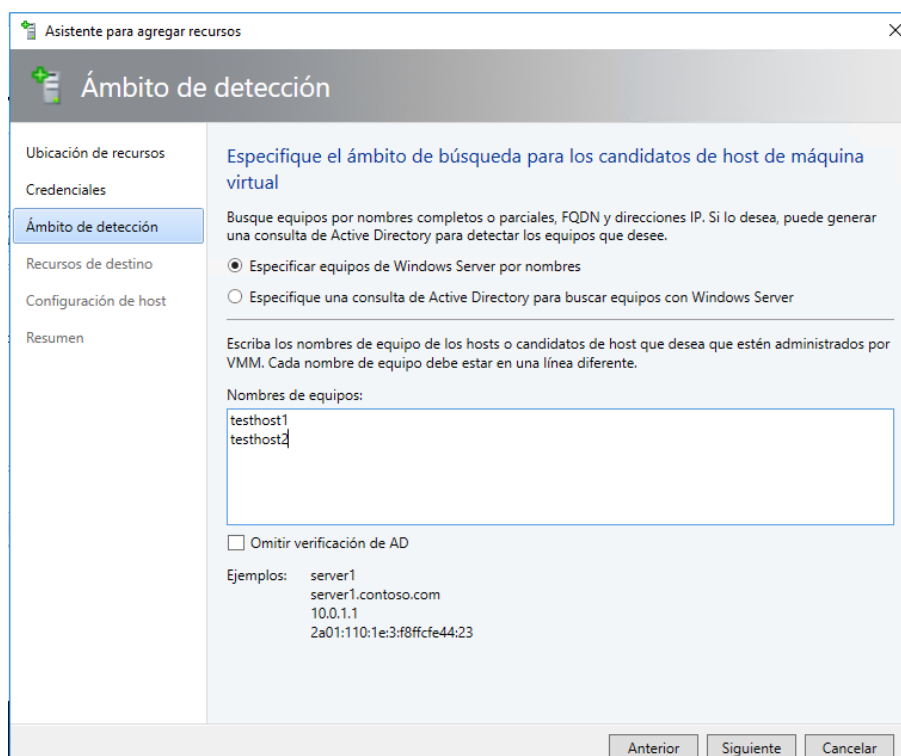 Asistente para agregar recursos
Ámbito de detección
Ubicación de recursos
Credenciales
Ámbito de detección
Recursos de destino
Configuración de host
Resumen
Especifique el ámbito de búsqueda para los candidatos de host de máquina
virtual
Busque equipos por nombres completos o parciales, FQDN y direcciones IP. Si lo desea, puede generar
una consulta de Active Directory para detectar los equipos que desee.
Especificar equipos de Windows Server por nombres
Especifique una consulta de Active Directory para buscar equipos con Windows Server
Escriba los nombres de equipo de los hosts o candidatos de host que desea que estén administrados por
VMM. Cada nombre de equipo debe estar en una línea diferente.
Nombres de equipos:
testhost1
testhost2
Omitir verificación de AD
Ejemplos: server1
server1.contoso.com
10.0.1.1
2a01:110:1e:3:f8ffcfe44:23
Anterior Siguiente Cancelar